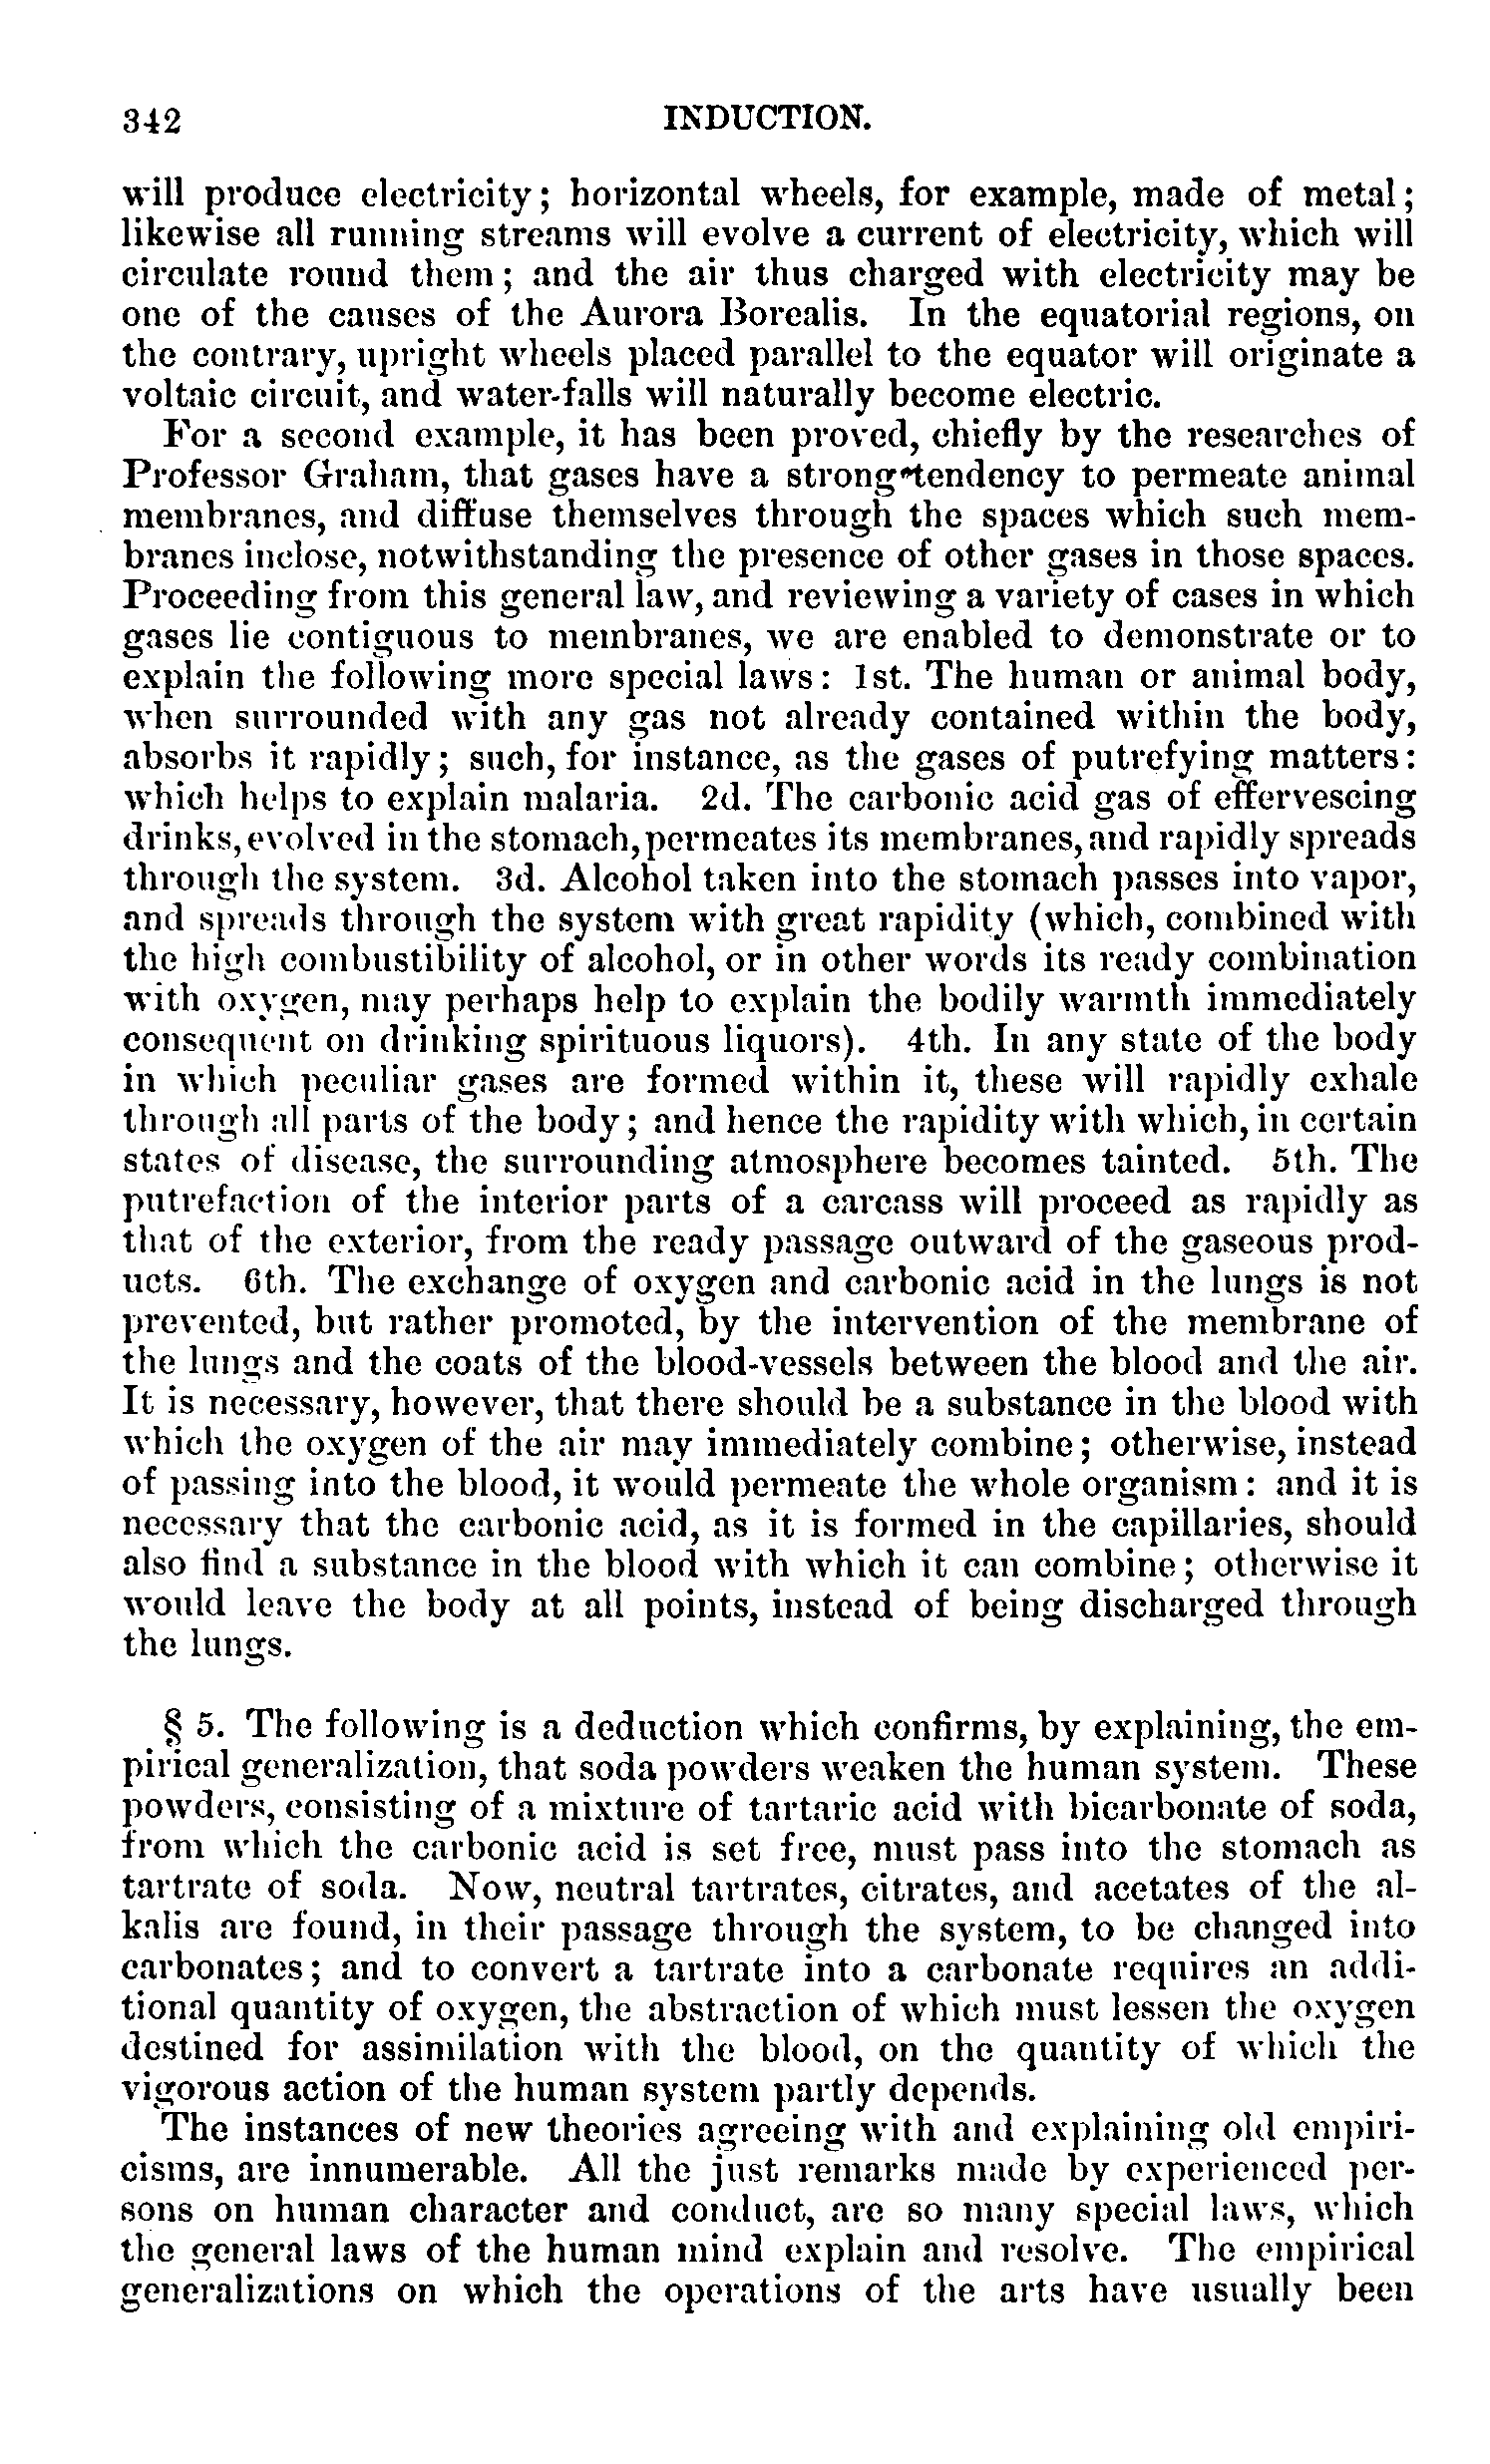 342 INDUCTION.
will produce electricity; horizontal wheels, for example, made of metal;
likewise all running streams will evolve a current of electricity, which will
circulate round them; and the air thus charged with electricity may be
one of the causes of the Aurora Borealis. In the equatorial regions, on
the contrary, upright wheels placed parallel to the equator will originate a
voltaic circuit, and water-falls will naturally become electric.
For a second example, it has been proved, chiefly by the researches of
Professor Graham, that gases have a strong tendency to permeate animal
membranes, and diffuse themselves through the spaces which such mem-
branes inclose, notwithstanding the presence of other gases in those spaces.
Proceeding from this general law, and reviewing a variety of cases in which
gases lie contiguous to membranes, we are enabled to demonstrate or to
explain the following more special laws: 1st. The human or animal body,
when surrounded with any gas not already contained within the body,
absorbs it rapidly; such, for instance, as the gases of putrefying matters:
which helps to explain malaria. 2d. The carbonic acid gas of effervescing
drinks, evolved in the stomach, permeates its membranes, and rapidly spreads
through the system. 3d. Alcohol taken into the stomach passes into vapor,
and spreads through the system with great rapidity (which, combined with
the high combustibility of alcohol, or in other words its ready combination
with oxygen, may perhaps help to explain the bodily warmth immediately
consequent on drinking spirituous liquors). 4th. In any state of the body
in which peculiar gases are formed within it, these will rapidly exhale
through all parts of the body; and hence the rapidity with which, in certain
states of disease, the surrounding atmosphere becomes tainted. 5th. The
putrefaction of the interior parts of a carcass will proceed as rapidly as
that of the exterior, from the ready passage outward of the gaseous prod-
ucts. 6th. The exchange of oxygen and carbonic acid in the lungs is not
prevented, but rather promoted, by the intervention of the membrane of
the lungs and the coats of the blood-vessels between the blood and the air.
It is necessary, however, that there should be a substance in the blood with
which the oxygen of the air may immediately combine; otherwise, instead
of passing into the blood, it would permeate the whole organism: and it is
necessary that the carbonic acid, as it is formed in the capillaries, should
also find a substance in the blood with which it can combine; otherwise it
would leave the body at all points, instead of being discharged through
the lungs.
§ 5. The following is a deduction which confirms, by explaining, the em-
pirical generalization, that soda powders weaken the human system. These
powders, consisting of a mixture of tartaric acid with bicarbonate of soda,
from which the carbonic acid is set free, must pass into the stomach as
tartrate of soda. Now, neutral tartrates, citrates, and acetates of the al-
kalis are found, in their passage through the system, to be changed into
carbonates; and to convert a tartrate into a carbonate requires an addi-
tional quantity of oxygen, the abstraction of which must lessen the oxygen
destined for assimilation with the blood, on the quantity of which the
vigorous action of the human system partly depends.
The instances of new theories agreeing with and explaining old empiri-
cisms, are innumerable. All the just remarks made by experienced per-
sons on human character and conduct, are so many special laws, which
the general laws of the human mind explain and resolve. The empirical
generalizations on which the operations of the arts have usually been